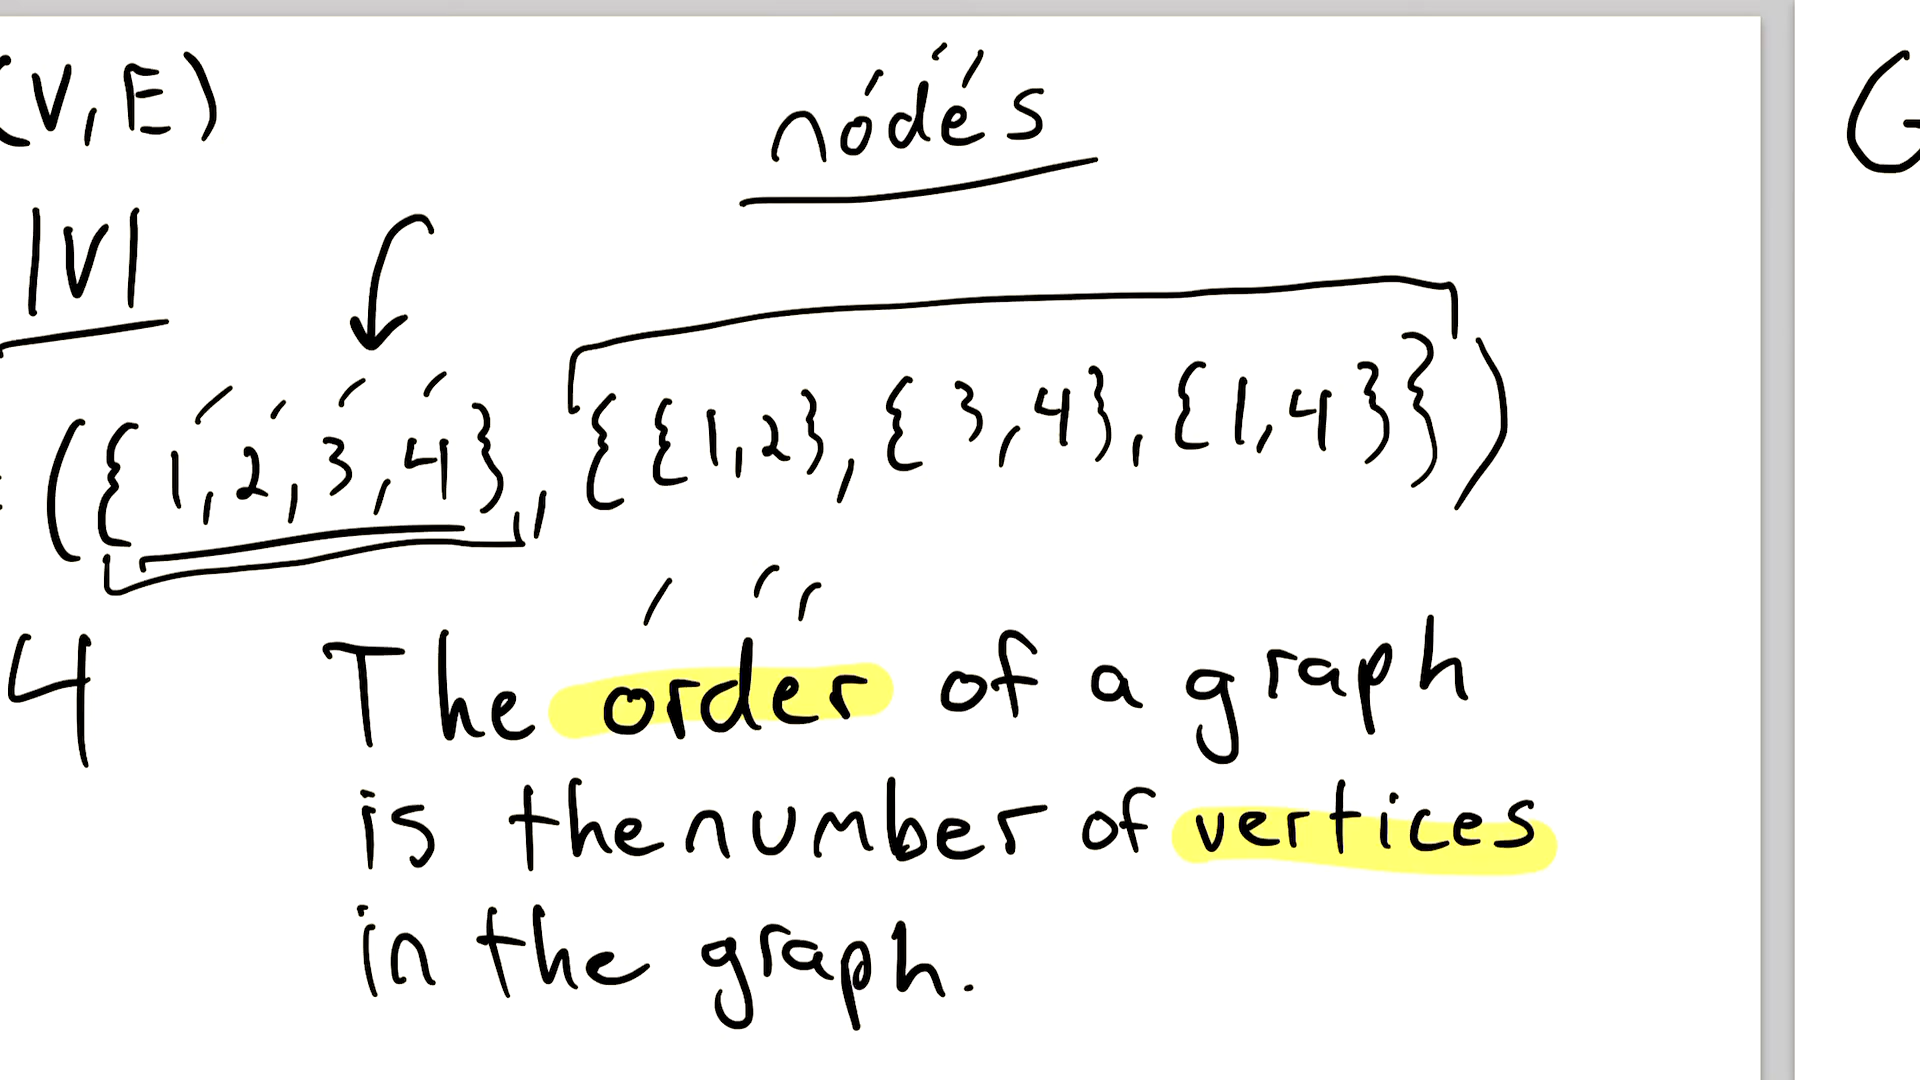 (V,E)
nodes
|V|
= ({1,2,3,4}, {{1,2}, {3,4}, {1,4}})
4
The order of a graph
is the number of vertices
in the graph.
G